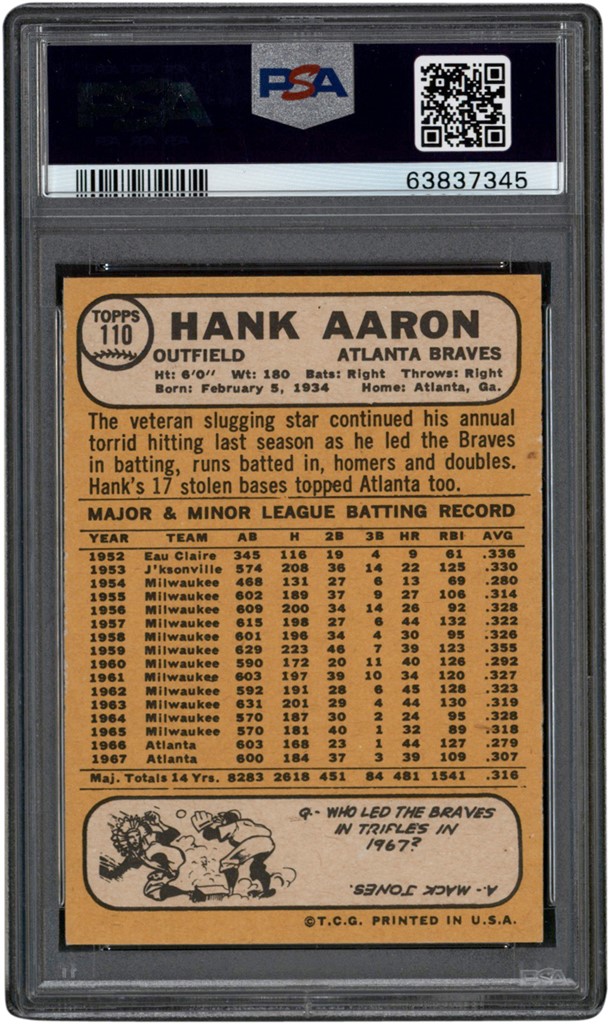 PSA
PSA
63837345
TOPPS
110
HANK AARON
OUTFIELD ATLANTA BRAVES
Ht: 6'0" Wt: 180 Bats: Right Throws: Right
Born: February 5, 1934 Home: Atlanta, Ga.
The veteran slugging star continued his annual
torrid hitting last season as he led the Braves
in batting, runs batted in, homers and doubles.
Hank's 17 stolen bases topped Atlanta too.
MAJOR & MINOR LEAGUE BATTING RECORD
YEAR TEAM AB H 2B 3B HR RBI AVG
1952 Eau Claire 345 116 19 4 9 61 .336
1953 J'ksonville 574 208 36 14 22 125 .330
1954 Milwaukee 468 131 27 6 13 69 .280
1955 Milwaukee 602 189 37 9 27 106 .314
1956 Milwaukee 609 200 34 14 26 92 .328
1957 Milwaukee 615 198 27 6 44 132 .322
1958 Milwaukee 601 196 34 4 30 95 .326
1959 Milwaukee 629 223 46 7 39 123 .355
1960 Milwaukee 590 172 20 11 40 126 .292
1961 Milwaukee 603 197 39 10 34 120 .327
1962 Milwaukee 592 191 28 6 45 128 .323
1963 Milwaukee 631 201 29 4 44 130 .319
1964 Milwaukee 570 187 30 2 24 95 .328
1965 Milwaukee 570 181 40 1 32 89 .318
1966 Atlanta 603 168 23 1 44 127 .279
1967 Atlanta 600 184 37 3 39 109 .307
Maj. Totals 14 Yrs. 8283 2618 451 84 481 1541 .316
Q- WHO LED THE BRAVES
IN TRIPLES IN
1967?
A- MACK JONES.
©T.C.G. PRINTED IN U.S.A.
PSA